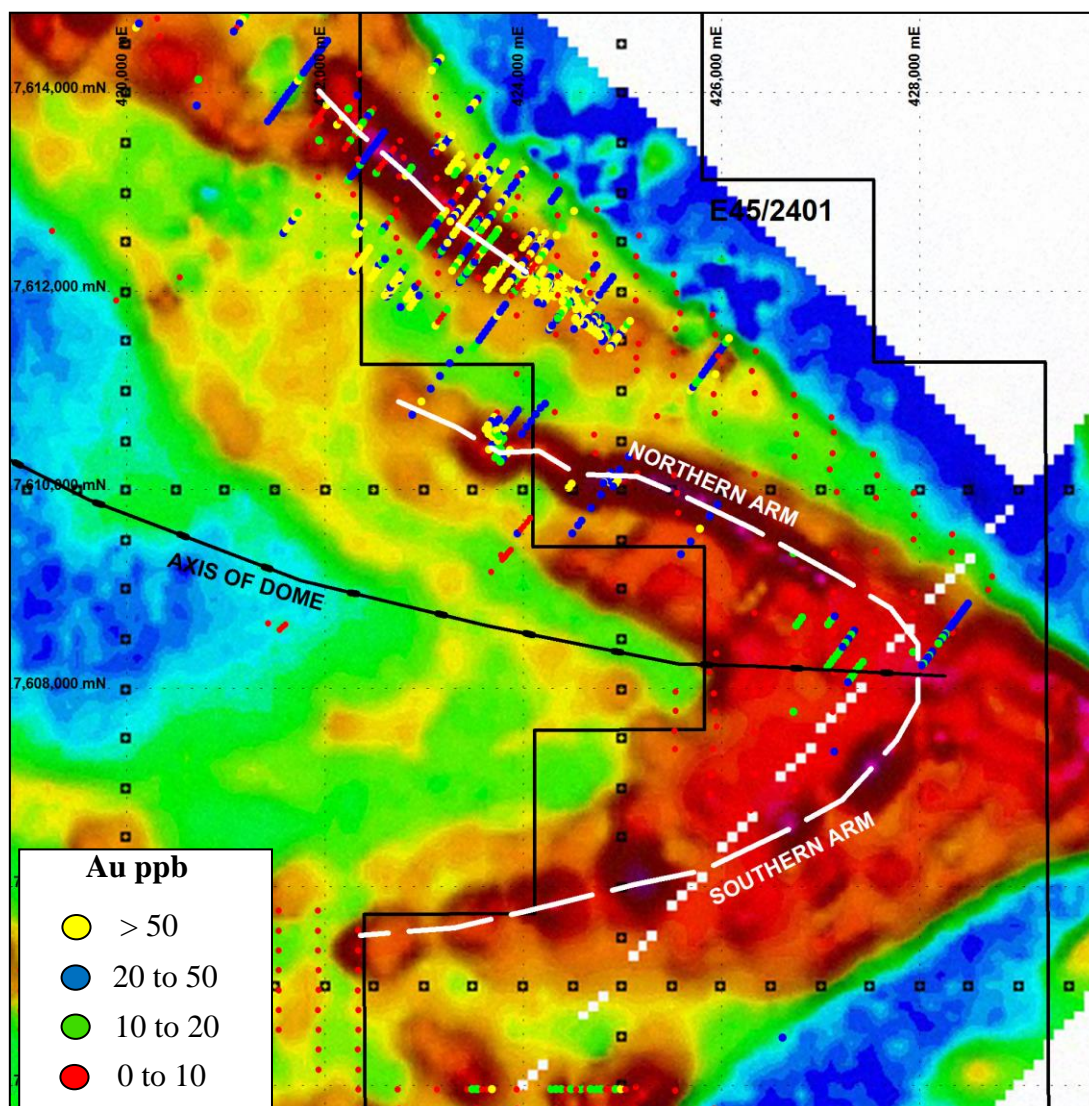 420,000 mE
424,000 mE
426,000 mE
428,000 mE
7,614,000 mN
E45/2401
7,612,000 mN
NORTHERN ARM
7,610,000 mN
AXIS OF DOME
7,608,000 mN
SOUTHERN ARM
Au ppb
> 50
20 to 50
10 to 20
0 to 10